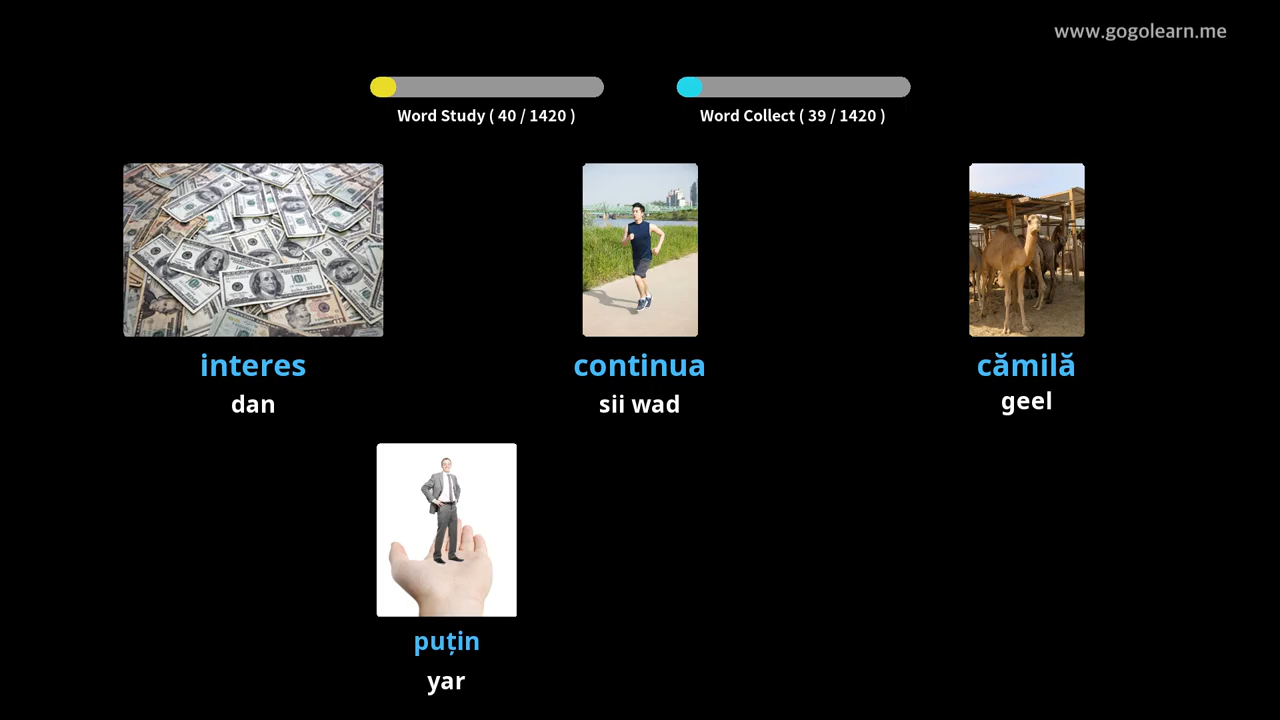 www.gogolearn.me
Word Study ( 40 / 1420 )
Word Collect ( 39 / 1420 )
interes
dan
continua
sii wad
cămilă
geel
puțin
yar